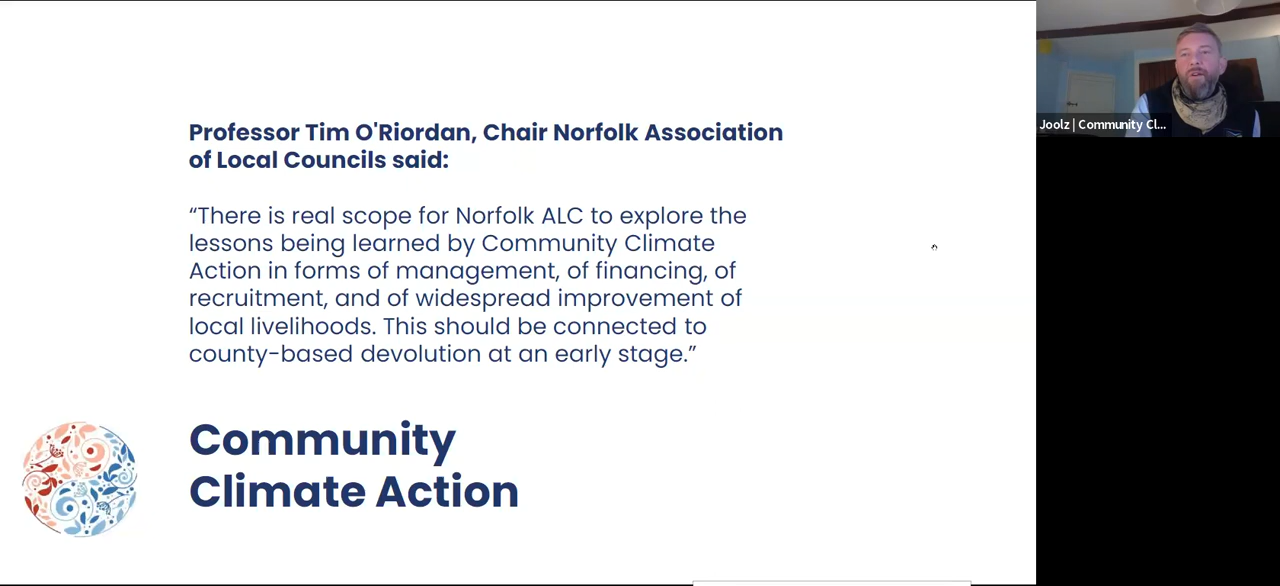 Professor Tim O'Riordan, Chair Norfolk Association
of Local Councils said:
“There is real scope for Norfolk ALC to explore the
lessons being learned by Community Climate
Action in forms of management, of financing, of
recruitment, and of widespread improvement of
local livelihoods. This should be connected to
county-based devolution at an early stage.”
Community
Climate Action
Joolz | Community Cl...